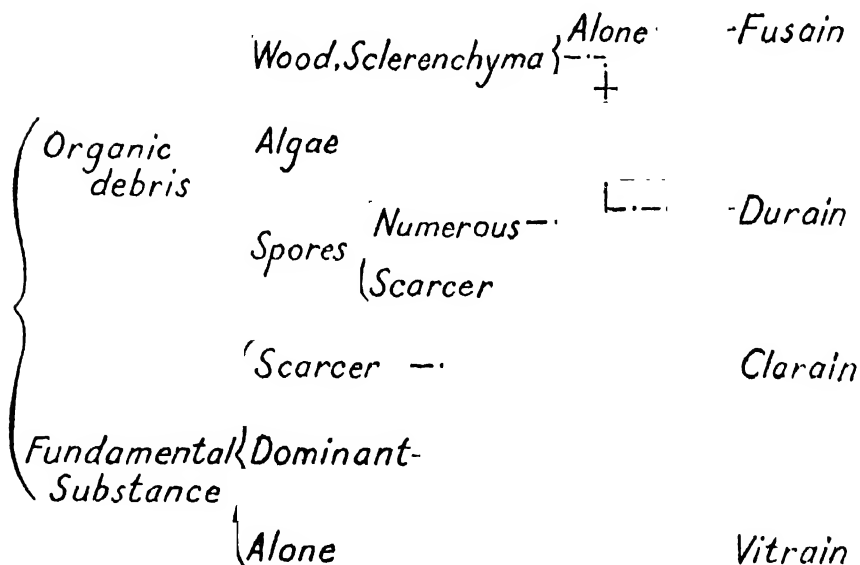 Alone Fusain
Wood, Sclerenchyma
+
Organic Algae
debris
Numerous Durain
Spores
Scarcer
Scarcer Clarain
Fundamental Dominant
Substance
Alone Vitrain